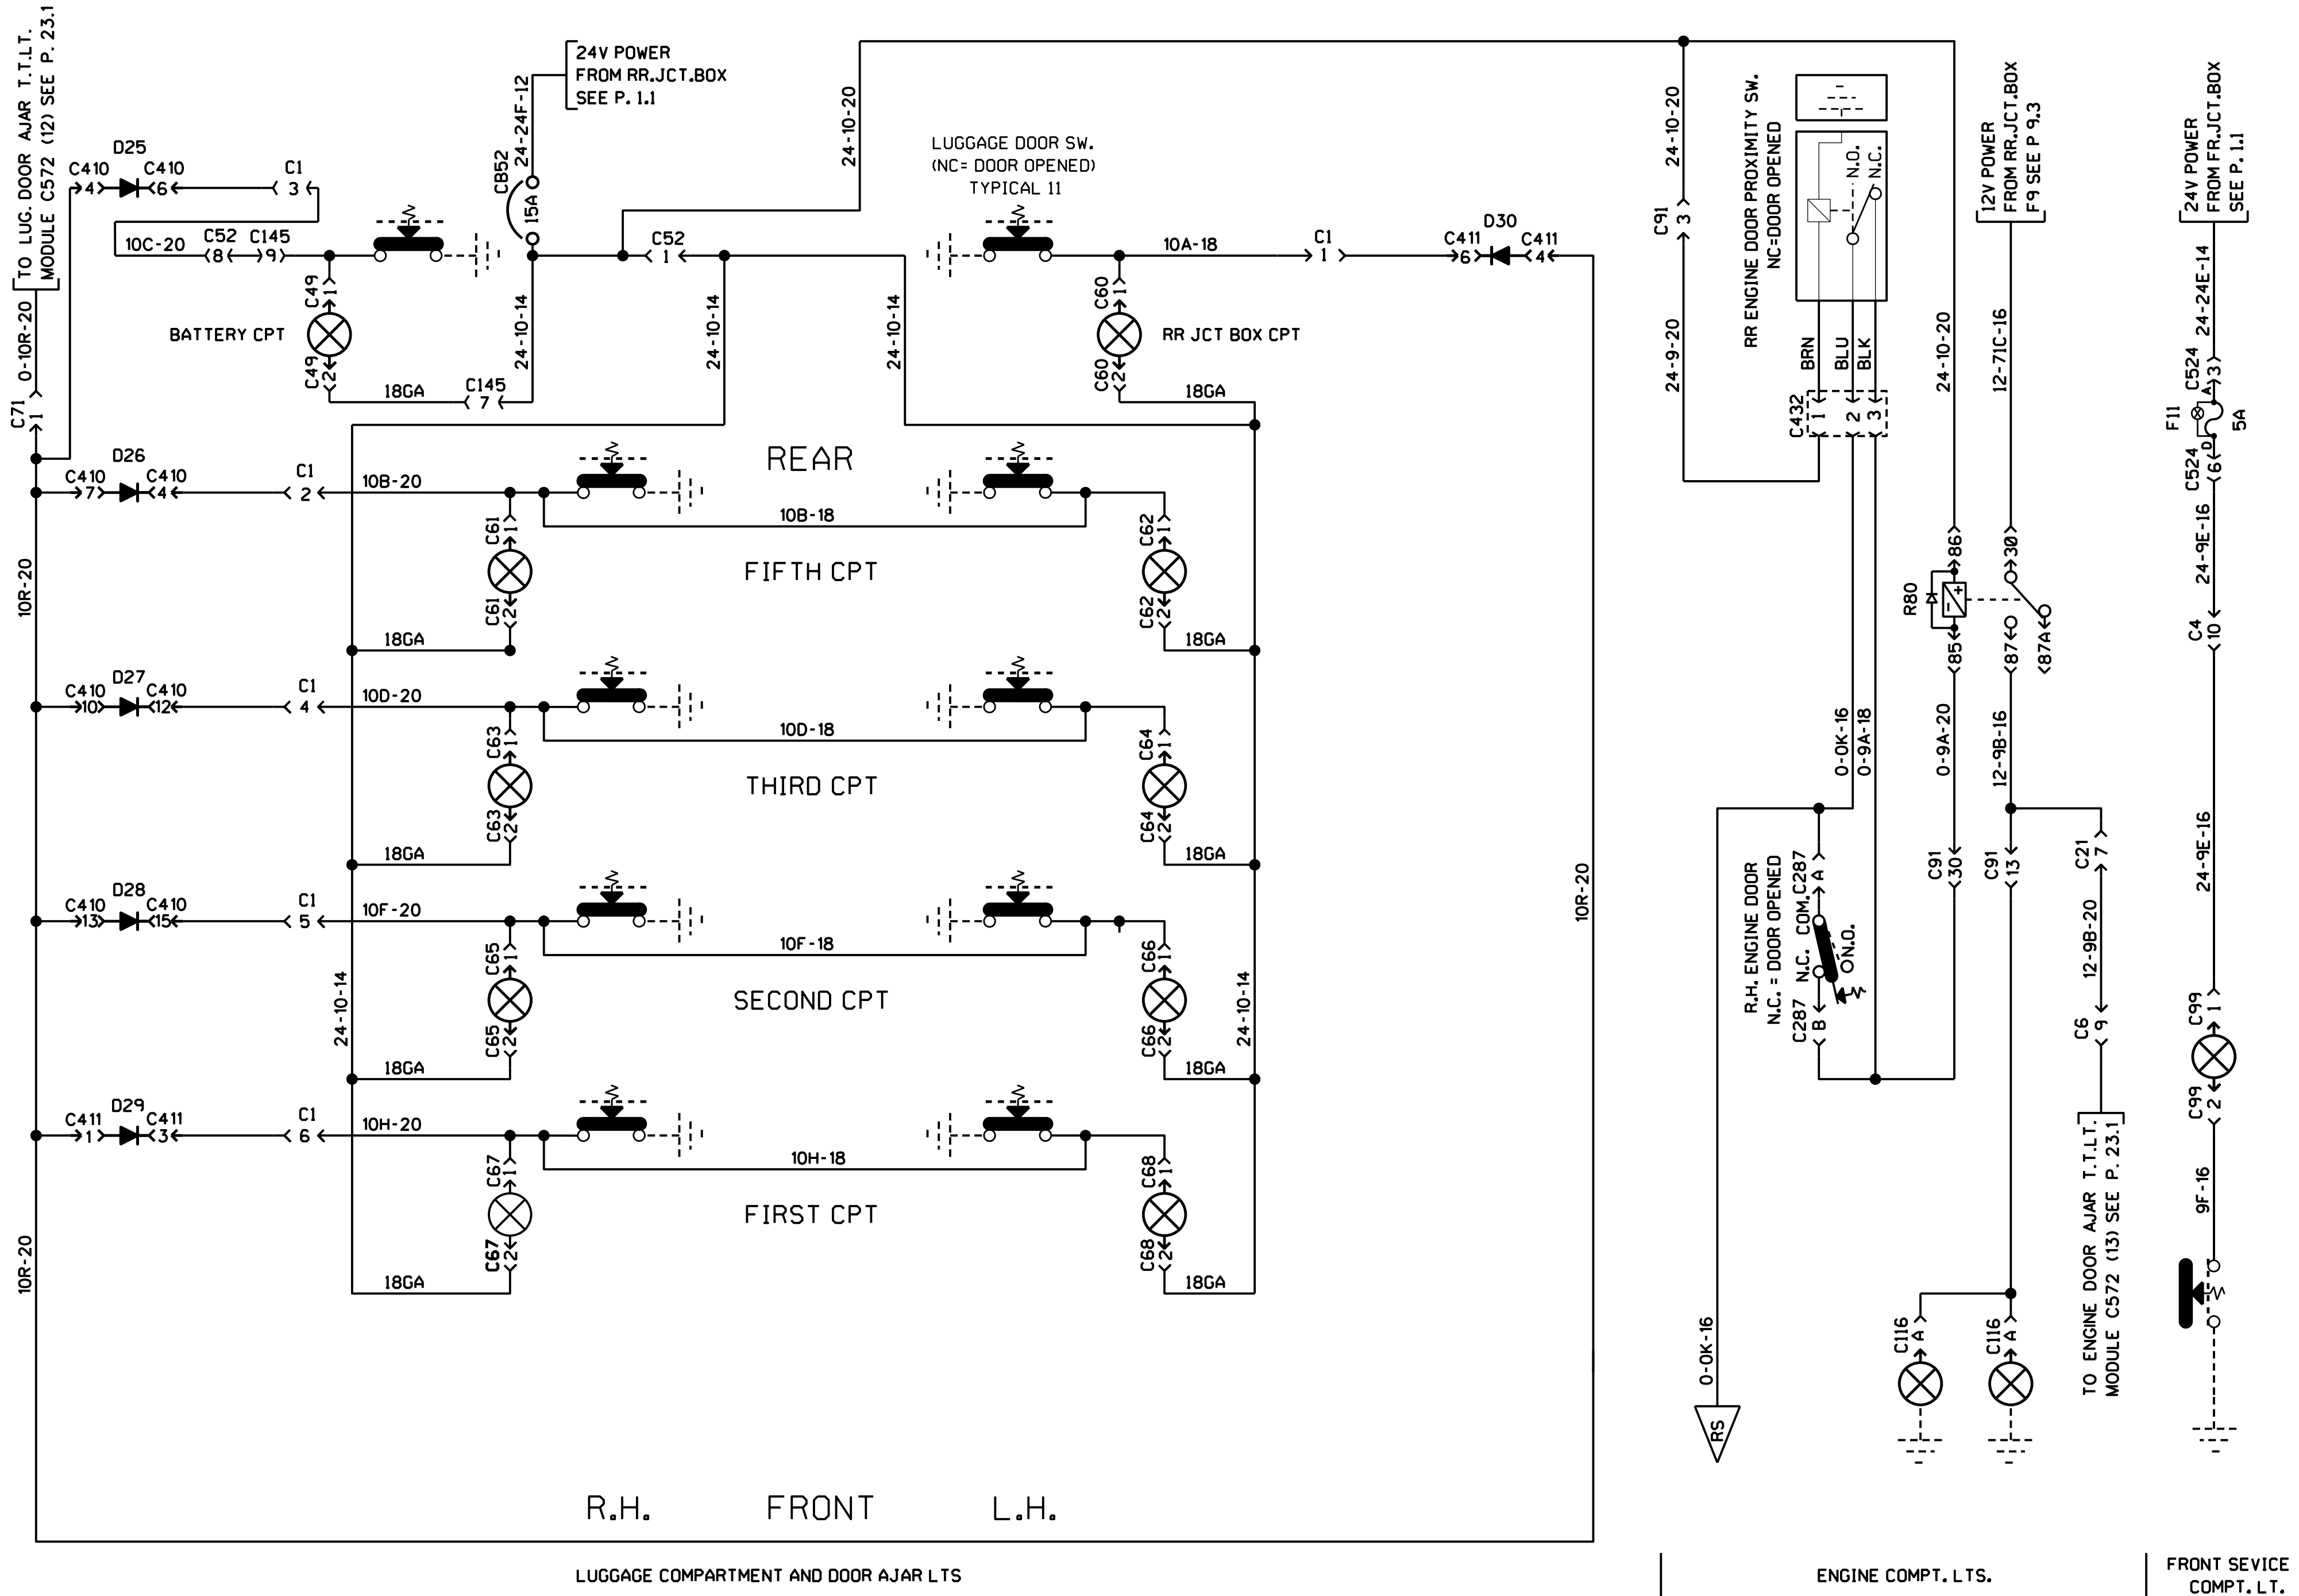 TO LUG. DOOR AJAR T.T.LT.
MODULE C572 (12) SEE P. 23.1
0-10R-20
C71
1
D25
C410
4
C410
6
C1
3
10C-20
C52
8
C145
9
C49
1
BATTERY CPT
C49
2
18GA
C145
7
24V POWER
FROM RR.JCT.BOX
SEE P. 1.1
24-24F-12
CB52
15A
C52
1
24-10-14
24-10-14
24-10-14
24-10-20
LUGGAGE DOOR SW.
(NC= DOOR OPENED)
TYPICAL 11
10A-18
C60
1
RR JCT BOX CPT
C60
2
18GA
C1
1
D30
C411
6
C411
4
REAR
D26
C410
7
C410
4
C1
2
10B-20
10B-18
C61
1
C61
2
18GA
FIFTH CPT
C62
1
C62
2
18GA
10R-20
D27
C410
10
C410
12
C1
4
10D-20
10D-18
C63
1
C63
2
18GA
THIRD CPT
C64
1
C64
2
18GA
D28
C410
13
C410
15
C1
5
10F-20
10F-18
C65
1
C65
2
18GA
SECOND CPT
C66
1
C66
2
18GA
24-10-14
24-10-14
D29
C411
1
C411
3
C1
6
10H-20
10H-18
C67
1
C67
2
18GA
FIRST CPT
C68
1
C68
2
18GA
10R-20
10R-20
R.H.
FRONT
L.H.
LUGGAGE COMPARTMENT AND DOOR AJAR LTS
24-10-20
C91
3
24-9-20
RR ENGINE DOOR PROXIMITY SW.
NC=DOOR OPENED
N.O.
N.C.
BRN
BLU
BLK
C432
1
2
3
0-0K-16
0-9A-18
R.H. ENGINE DOOR
N.C. = DOOR OPENED
C287
A
COM.
N.C.
N.O.
C287
B
0-0K-16
RS
24-10-20
12V POWER
FROM RR.JCT.BOX
F9 SEE P 9.3
12-71C-16
R80
86
30
+
-
85
87
87A
0-9A-20
12-9B-16
C91
30
C91
13
C21
7
12-9B-20
C6
9
TO ENGINE DOOR AJAR T.T.LT.
MODULE C572 (13) SEE P. 23.1
C116
A
C116
A
ENGINE COMPT. LTS.
24V POWER
FROM FR.JCT.BOX
SEE P. 1.1
24-24E-14
C524
3
A
F11
5A
D
C524
6
24-9E-16
C4
10
24-9E-16
C99
1
C99
2
9F-16
FRONT SEVICE
COMPT. LT.